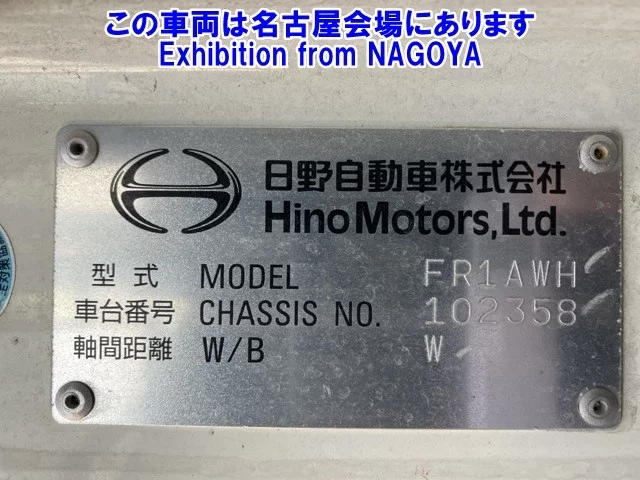 この車両は名古屋会場にあります
Exhibition from NAGOYA
日野自動車株式会社
Hino Motors, Ltd.
型式 MODEL FR1AWH
車台番号 CHASSIS NO. 102358
軸間距離 W/B W